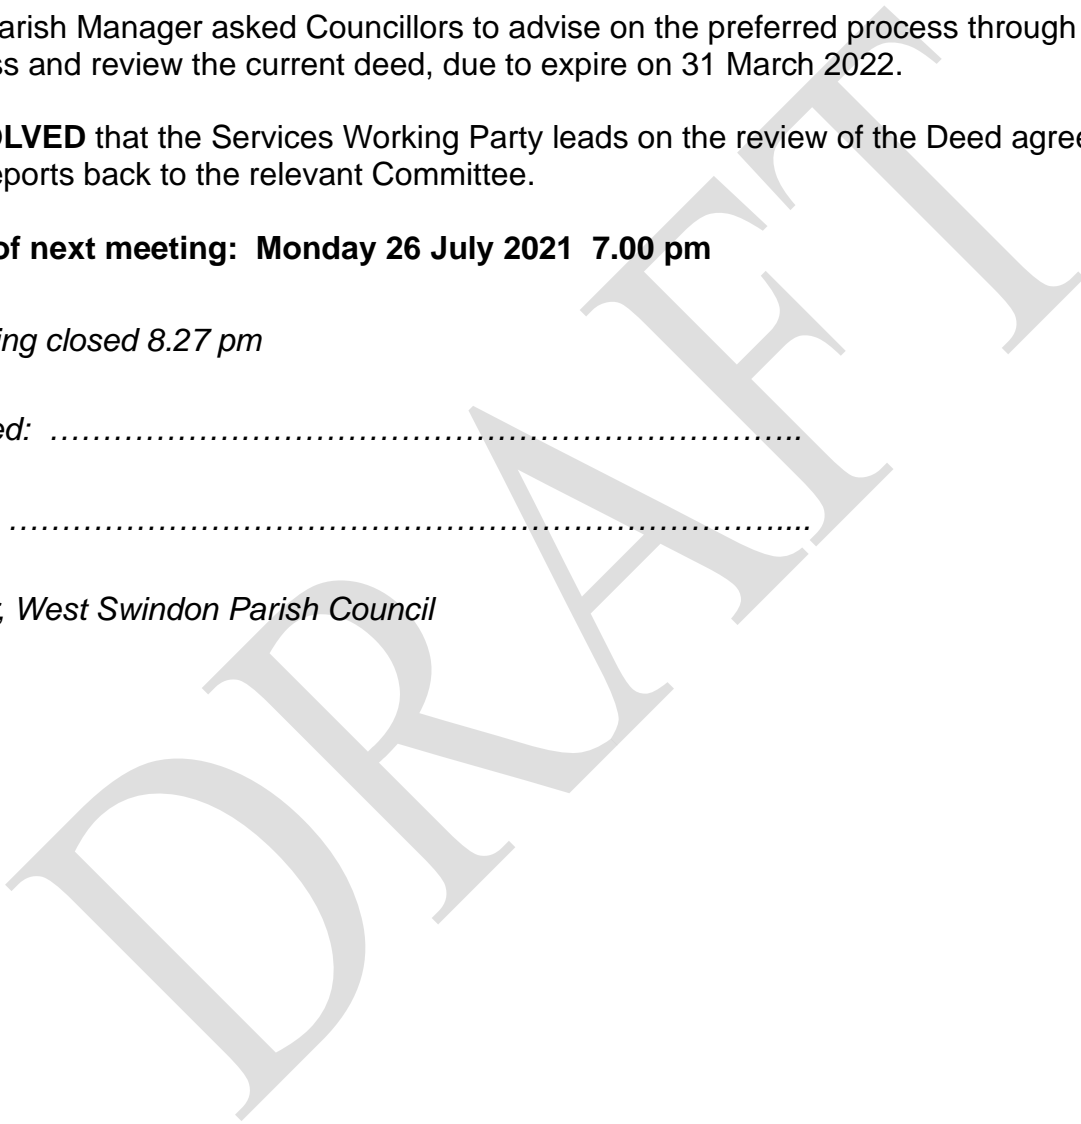 arish Manager asked Councillors to advise on the preferred process through
ss and review the current deed, due to expire on 31 March 2022.
OLVED that the Services Working Party leads on the review of the Deed agree
eports back to the relevant Committee.
of next meeting:  Monday 26 July 2021  7.00 pm
ing closed 8.27 pm
ed:  ……………………………………………………………..
…………………………………………………………………....
, West Swindon Parish Council
DRAFT